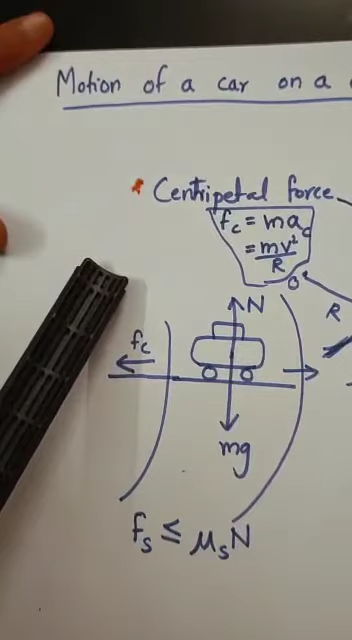 Motion of a car on a
* Centripetal force
fc = mac
= mv²/R
θ
N
R
fc
mg
fs ≤ μsN